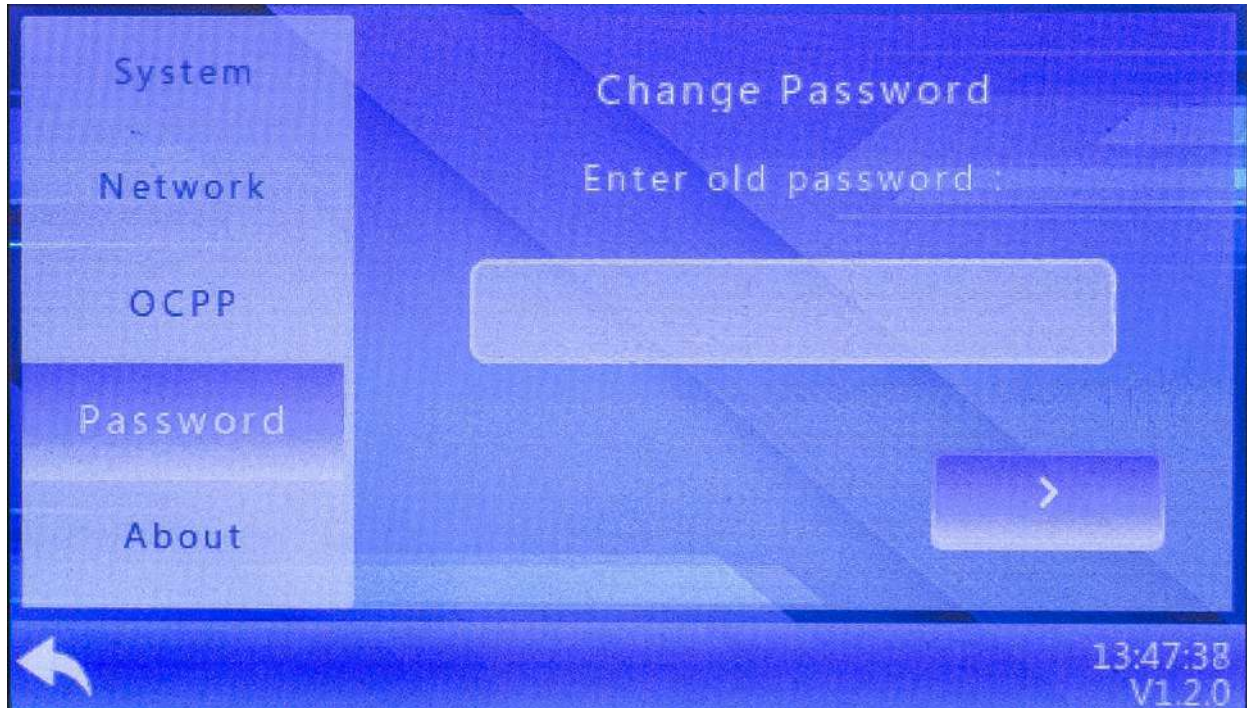 System
Network
OCPP
Password
About
Change Password
Enter old password :
>
13:47:38
V1.2.0